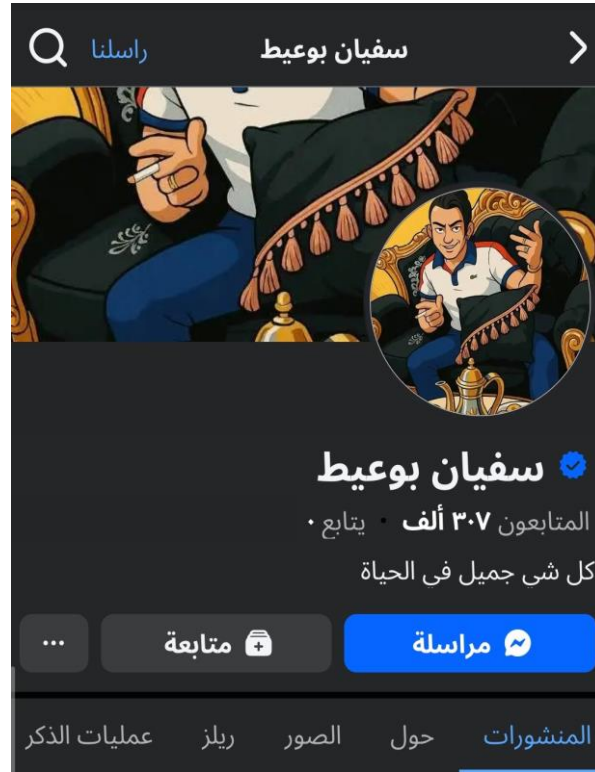 سفيان بوعيط
راسلنا
سفيان بوعيط
المتابعون ٣٠٧ ألف · يتابع ٠
كل شي جميل في الحياة
مراسلة
متابعة
المنشورات
حول
الصور
ريلز
عمليات الذكر